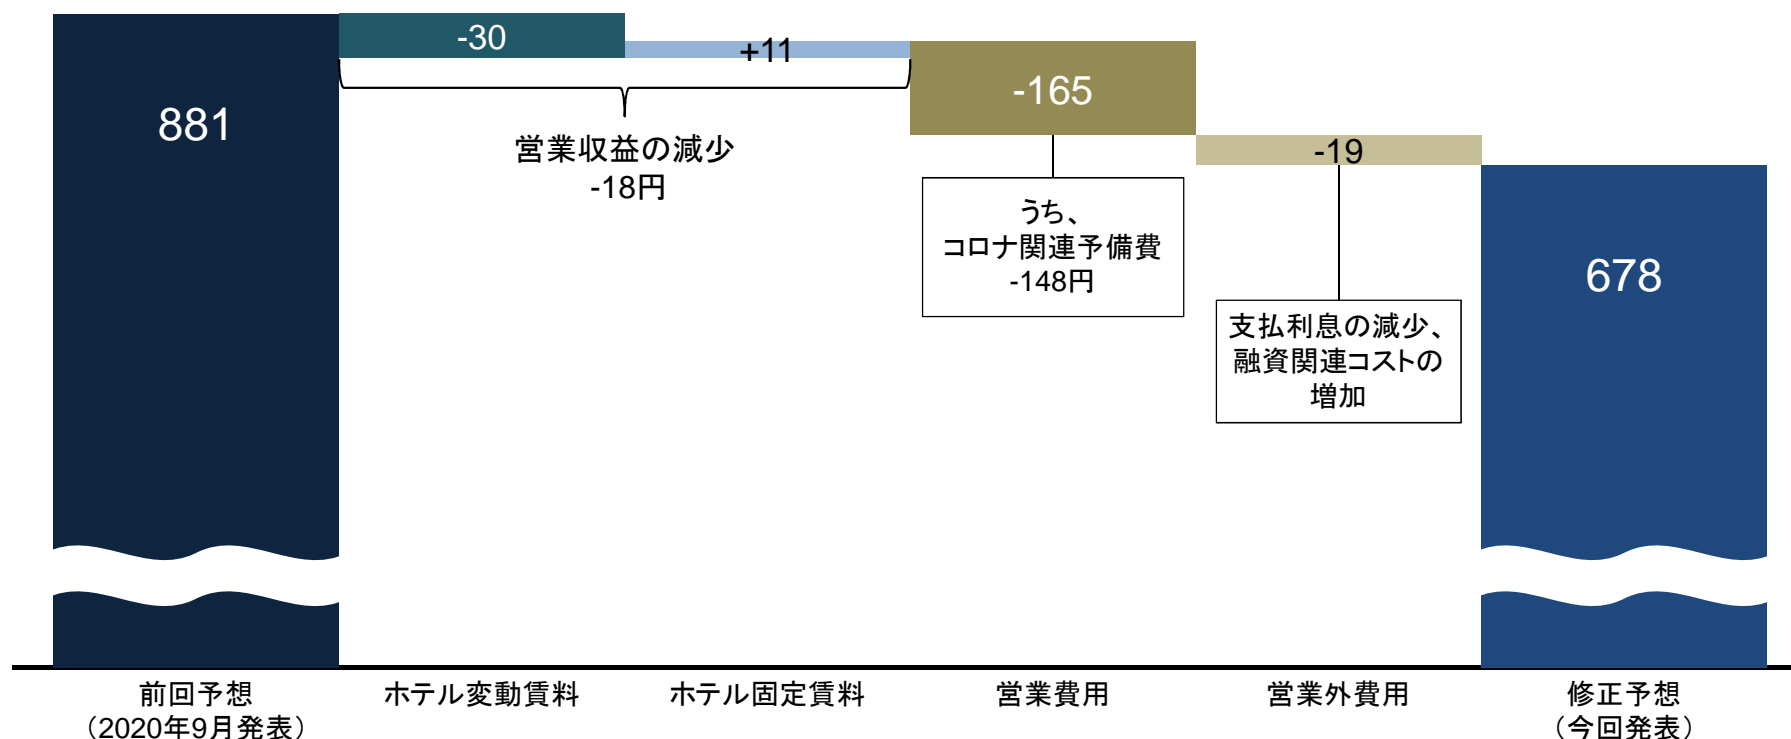 881
-30
+11
-165
-19
678
営業収益の減少
-18円
うち、
コロナ関連予備費
-148円
支払利息の減少、
融資関連コストの
増加
前回予想
（2020年9月発表）
ホテル変動賃料
ホテル固定賃料
営業費用
営業外費用
修正予想
（今回発表）